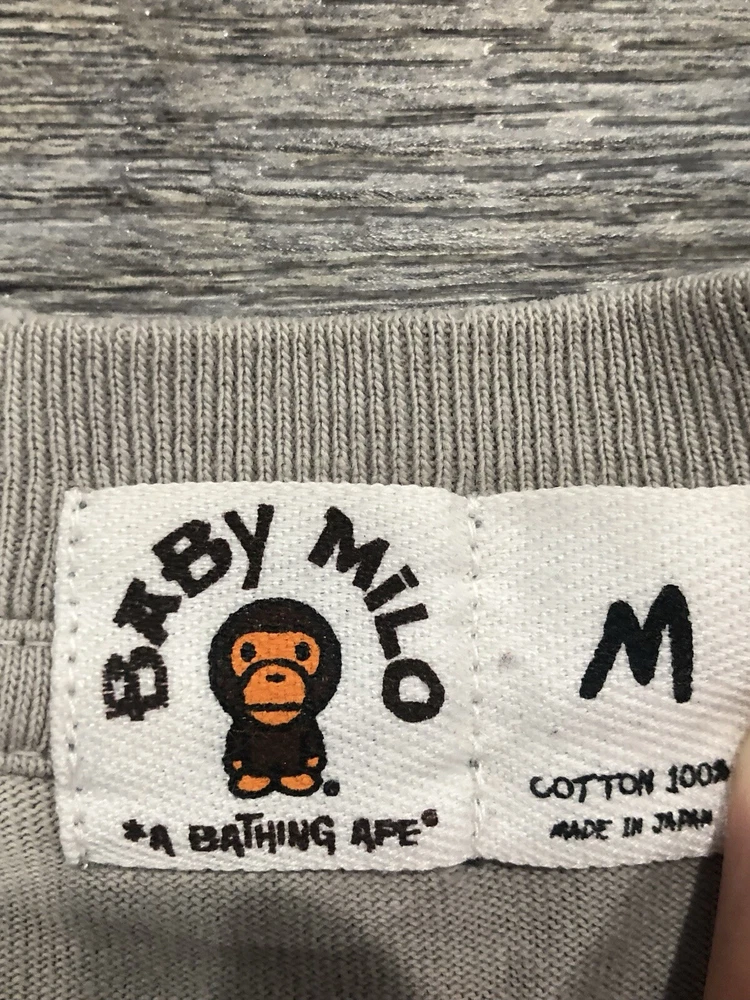 BABY MiLO
*A BATHING APE®
M
COTTON 100%
MADE IN JAPAN